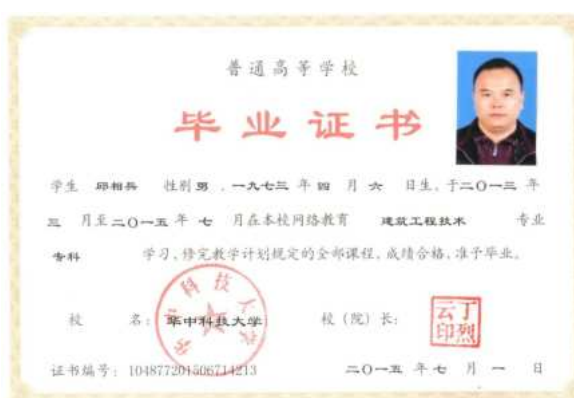 普通高等学校
毕业证书
学生 邱相兵 性别 男 ,一九七三 年 四 月 六 日生,于二〇一三 年
三 月至二〇一五 年 七 月在本校网络教育 建筑工程技术 专业
专科 学习,修完教学计划规定的全部课程,成绩合格,准予毕业。
校 名: 华中科技大学 校(院)长: 丁烈云印
证书编号: 104877201506714213 二〇一五 年 七 月 一 日